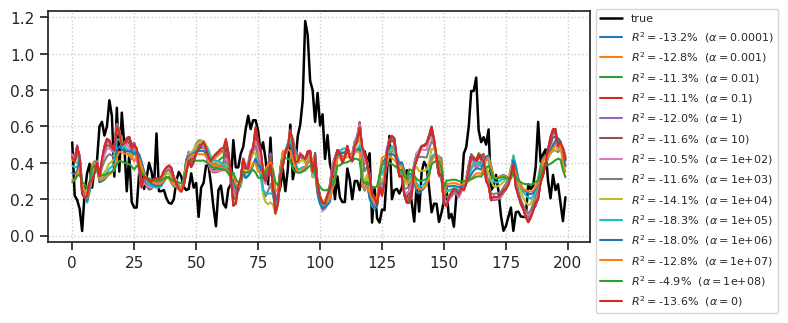 1.2
1.0
0.8
0.6
0.4
0.2
0.0
0 25 50 75 100 125 150 175 200
true
R² = -13.2% (α = 0.0001)
R² = -12.8% (α = 0.001)
R² = -11.3% (α = 0.01)
R² = -11.1% (α = 0.1)
R² = -12.0% (α = 1)
R² = -11.6% (α = 10)
R² = -10.5% (α = 1e+02)
R² = -11.6% (α = 1e+03)
R² = -14.1% (α = 1e+04)
R² = -18.3% (α = 1e+05)
R² = -18.0% (α = 1e+06)
R² = -12.8% (α = 1e+07)
R² = -4.9% (α = 1e+08)
R² = -13.6% (α = 0)